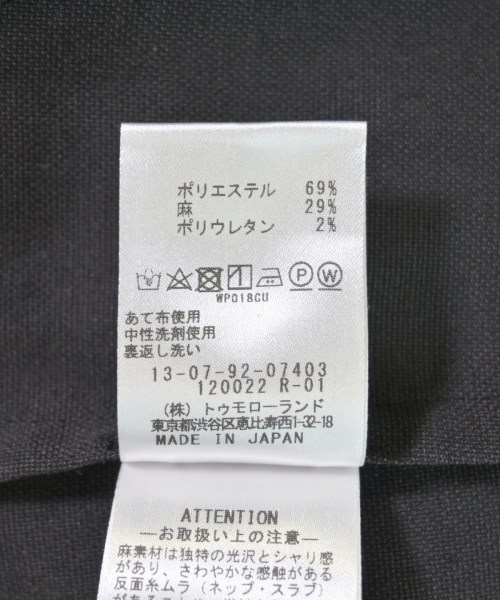 ポリエステル 69%
麻 29%
ポリウレタン 2%
P W
WP018CU
あて布使用
中性洗剤使用
裏返し洗い
13-07-92-07403
120022 R-01
(株) トゥモローランド
東京都渋谷区恵比寿西1-32-18
MADE IN JAPAN
ATTENTION
―お取扱い上の注意―
麻素材は独特の光沢とシャリ感
があり、さわやかな感触がある
反面糸ムラ (ネップ・スラブ)